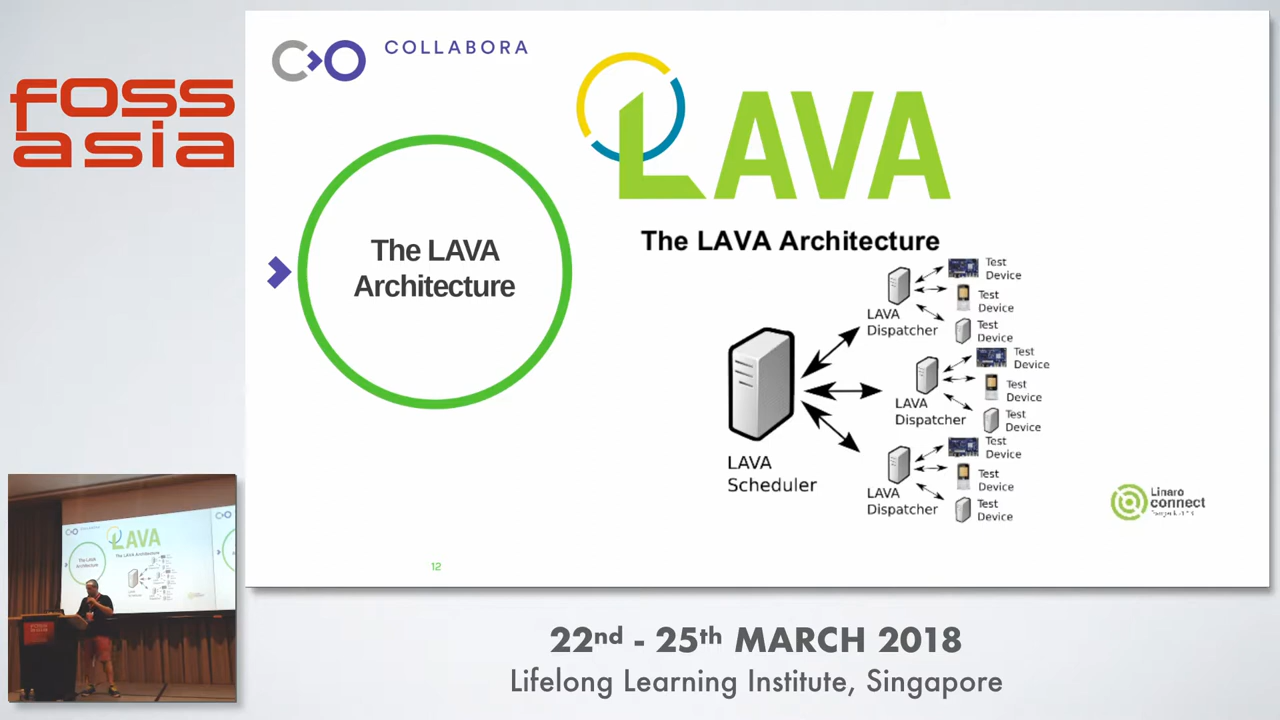 foss
asia
COLLABORA
LAVA
The LAVA
Architecture
The LAVA Architecture
Test
Device
Test
Device
LAVA
Dispatcher
Test
Device
Test
Device
Test
Device
LAVA
Dispatcher
Test
Device
LAVA
Scheduler
Test
Device
Test
Device
LAVA
Dispatcher
Test
Device
Linaro
connect
12
22nd - 25th MARCH 2018
Lifelong Learning Institute, Singapore